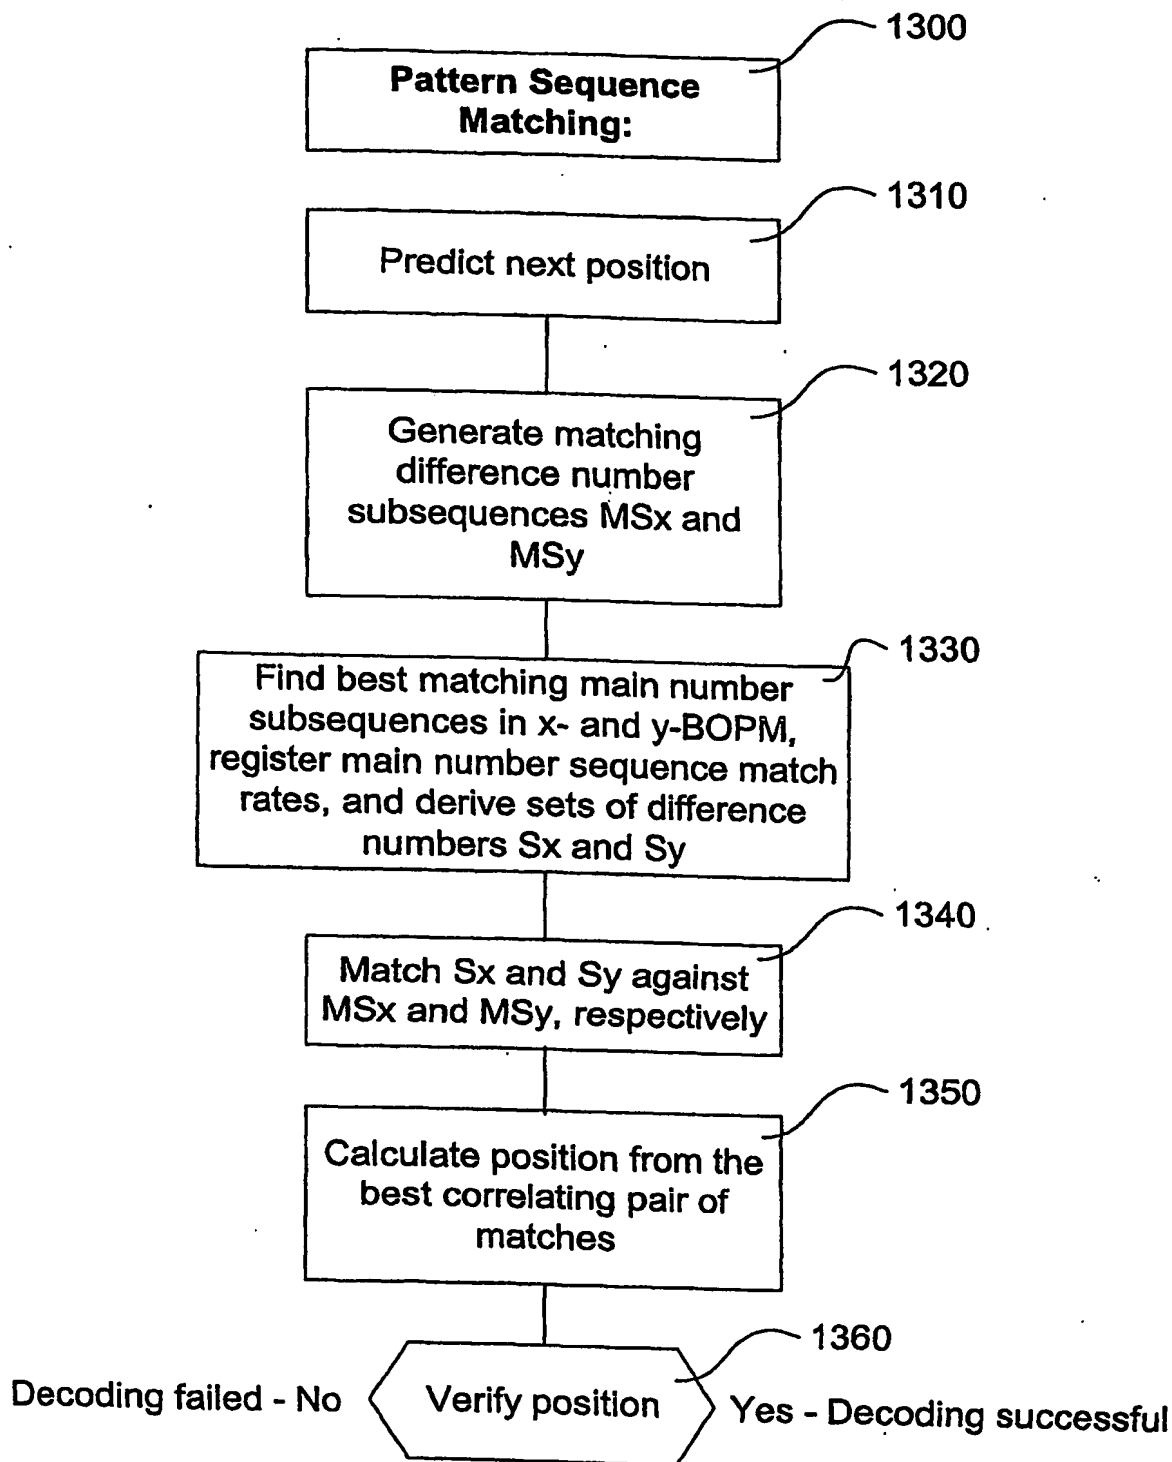 1300
Pattern Sequence
Matching:
1310
Predict next position
1320
Generate matching
difference number
subsequences MSx and
MSy
1330
Find best matching main number
subsequences in x- and y-BOPM,
register main number sequence match
rates, and derive sets of difference
numbers Sx and Sy
1340
Match Sx and Sy against
MSx and MSy, respectively
1350
Calculate position from the
best correlating pair of
matches
1360
Decoding failed - No
Verify position
Yes - Decoding successful